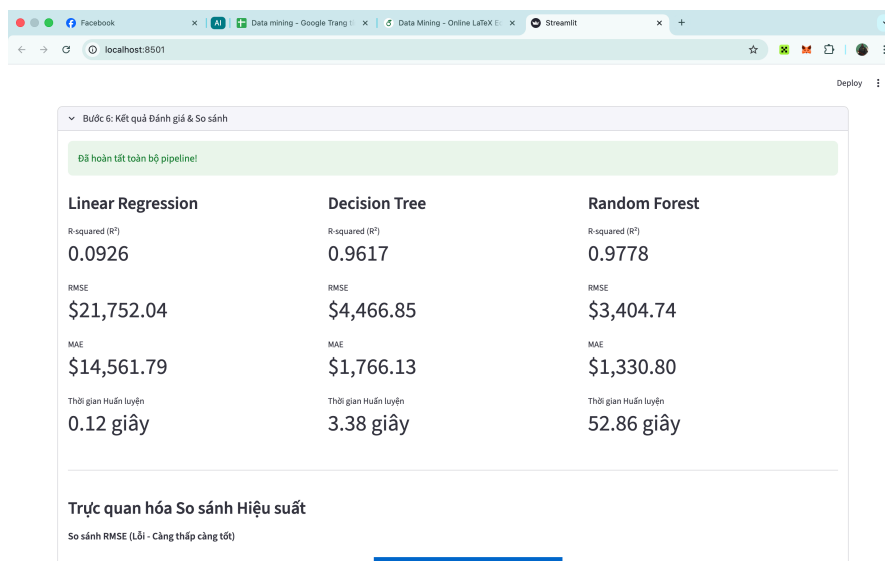 Facebook
AI
Data mining - Google Trang tí
Data Mining - Online LaTeX Ec
Streamlit
localhost:8501
Deploy
Bước 6: Kết quả Đánh giá & So sánh
Đã hoàn tất toàn bộ pipeline!
Linear Regression
R-squared (R²)
0.0926
RMSE
$21,752.04
MAE
$14,561.79
Thời gian Huấn luyện
0.12 giây
Decision Tree
R-squared (R²)
0.9617
RMSE
$4,466.85
MAE
$1,766.13
Thời gian Huấn luyện
3.38 giây
Random Forest
R-squared (R²)
0.9778
RMSE
$3,404.74
MAE
$1,330.80
Thời gian Huấn luyện
52.86 giây
Trực quan hóa So sánh Hiệu suất
So sánh RMSE (Lỗi - Càng thấp càng tốt)